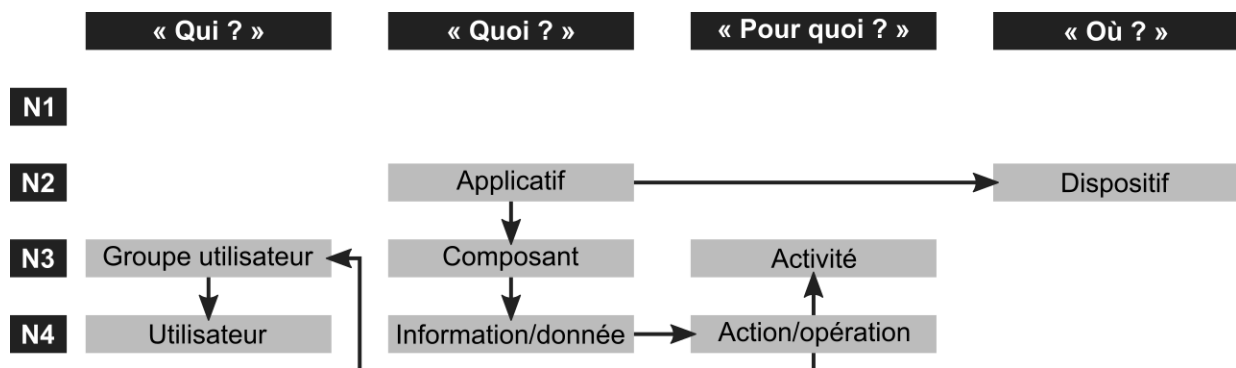 « Qui ? » « Quoi ? » « Pour quoi ? » « Où ? »
N1
N2 Applicatif Dispositif
N3 Groupe utilisateur Composant Activité
N4 Utilisateur Information/donnée Action/opération